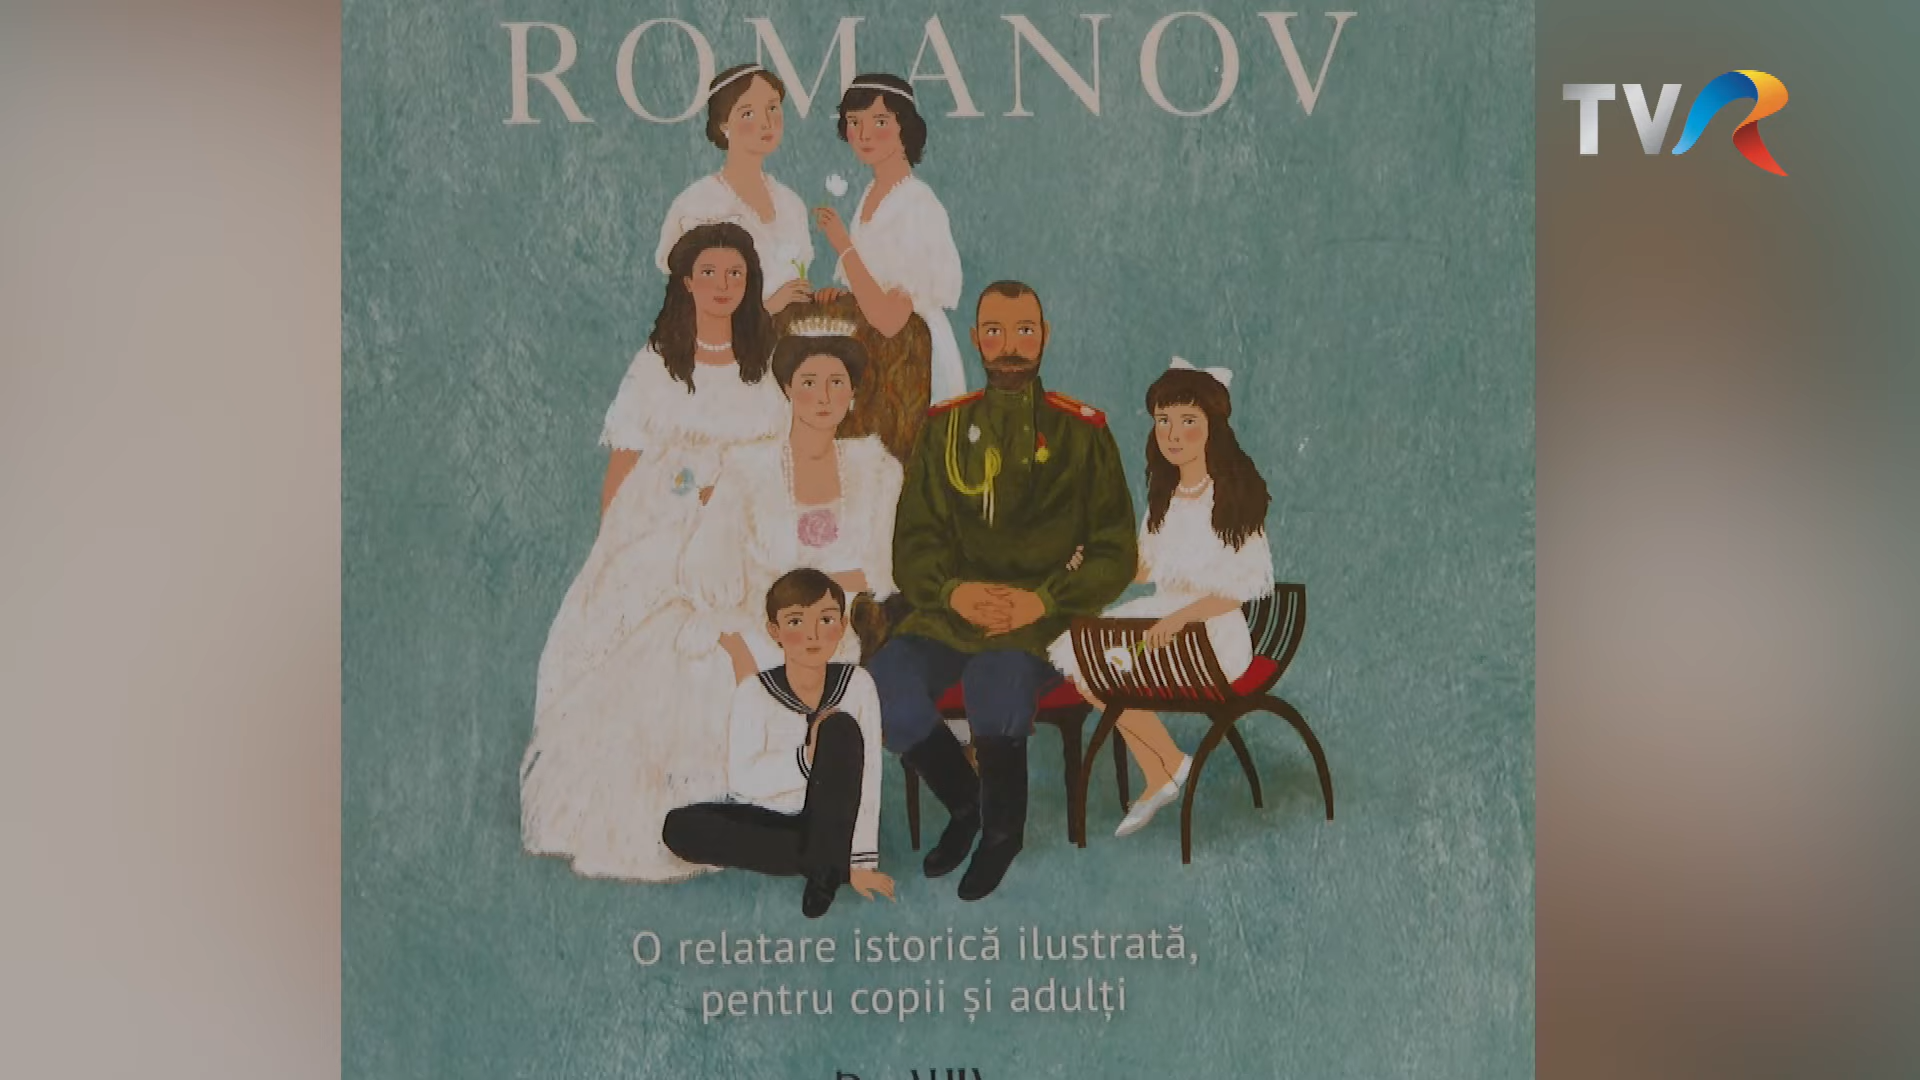 ROMANOV
TVR
O relatare istorică ilustrată,
pentru copii și adulți